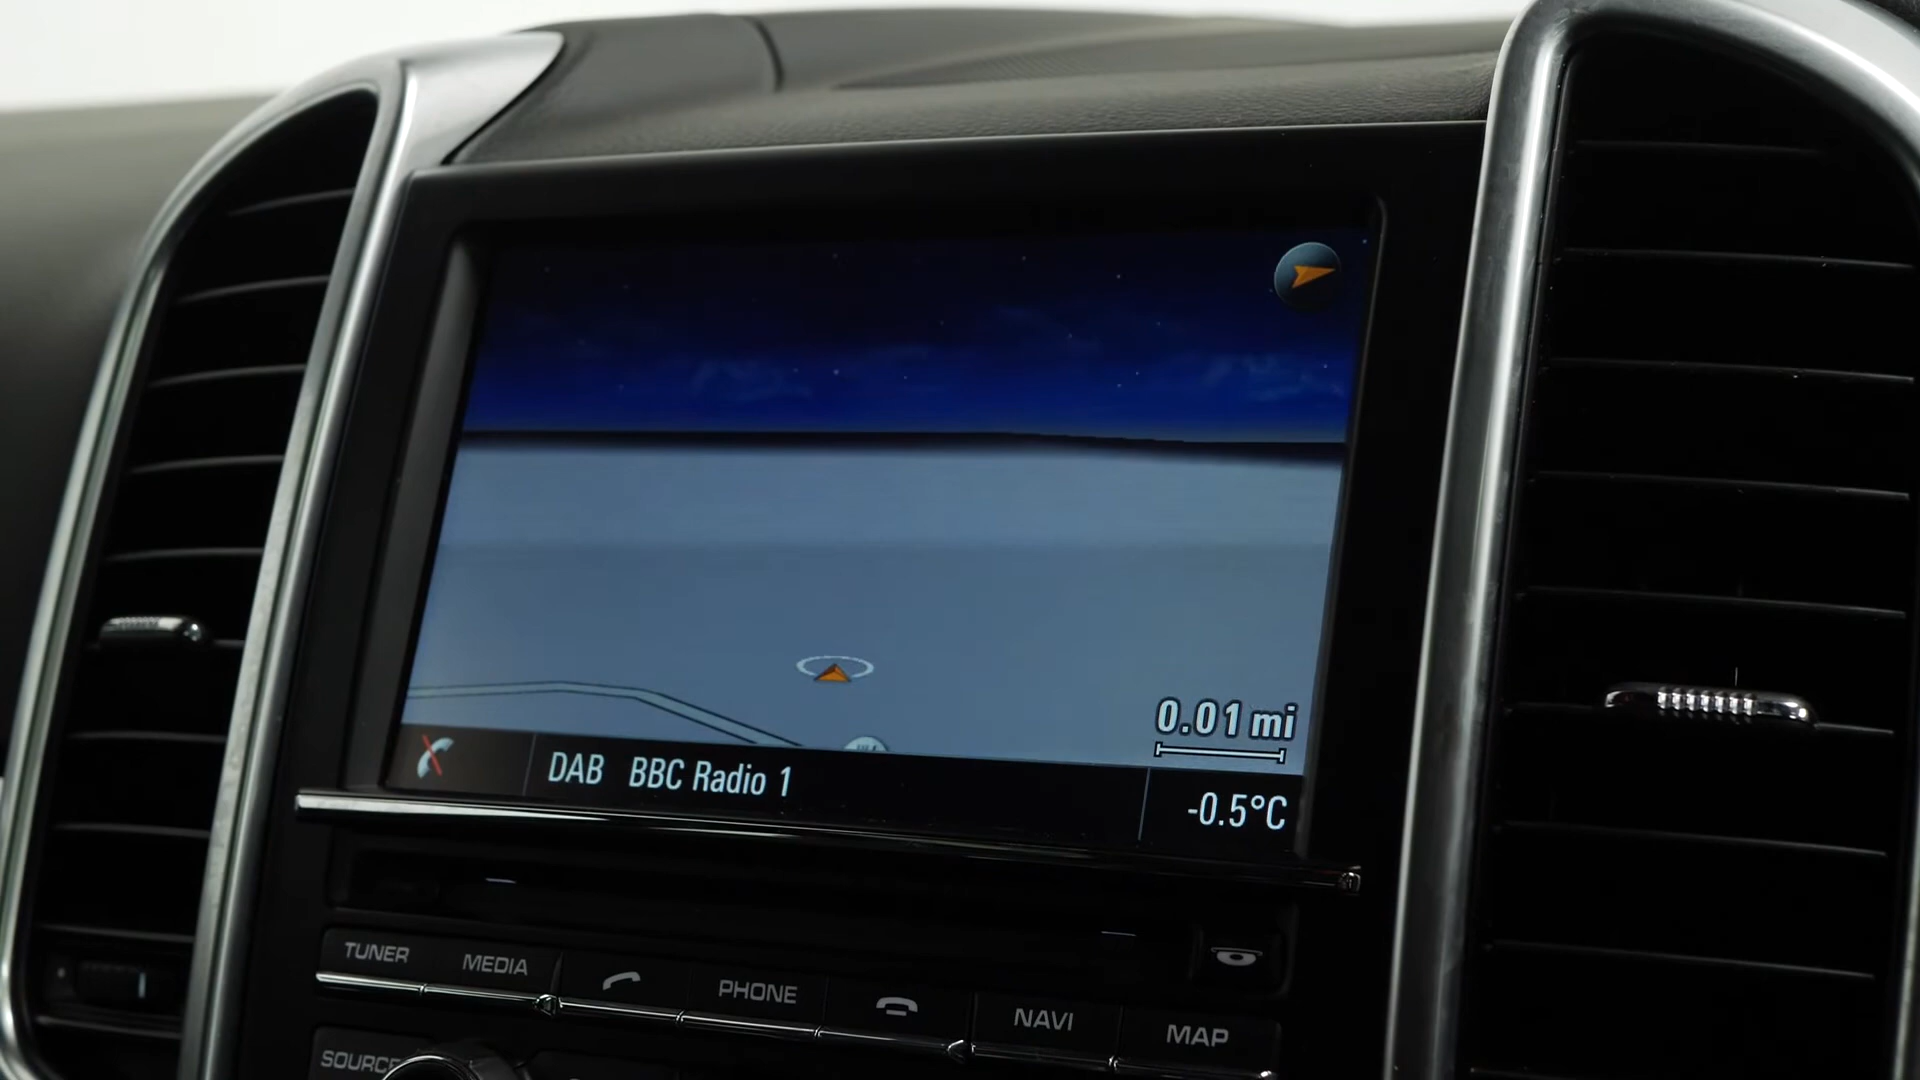 0.01 mi
DAB BBC Radio 1
-0.5°C
TUNER
MEDIA
PHONE
NAVI
MAP
SOURCE